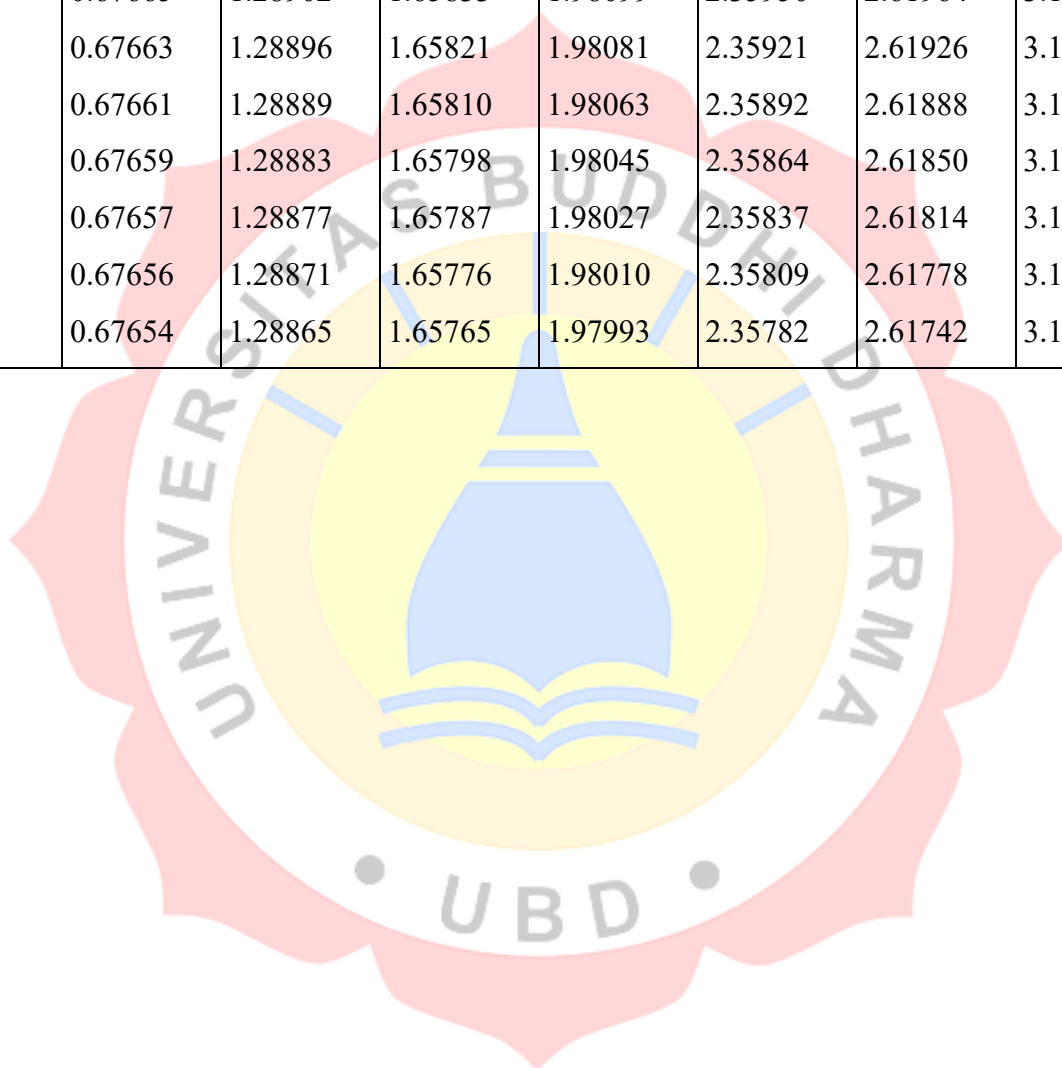 0.67663 1.28896 1.65821 1.98081 2.35921 2.61926 3.1
0.67661 1.28889 1.65810 1.98063 2.35892 2.61888 3.1
0.67659 1.28883 1.65798 1.98045 2.35864 2.61850 3.1
0.67657 1.28877 1.65787 1.98027 2.35837 2.61814 3.1
0.67656 1.28871 1.65776 1.98010 2.35809 2.61778 3.1
0.67654 1.28865 1.65765 1.97993 2.35782 2.61742 3.1
UNIVERSITAS BUDDHI DHARMA
• UBD •